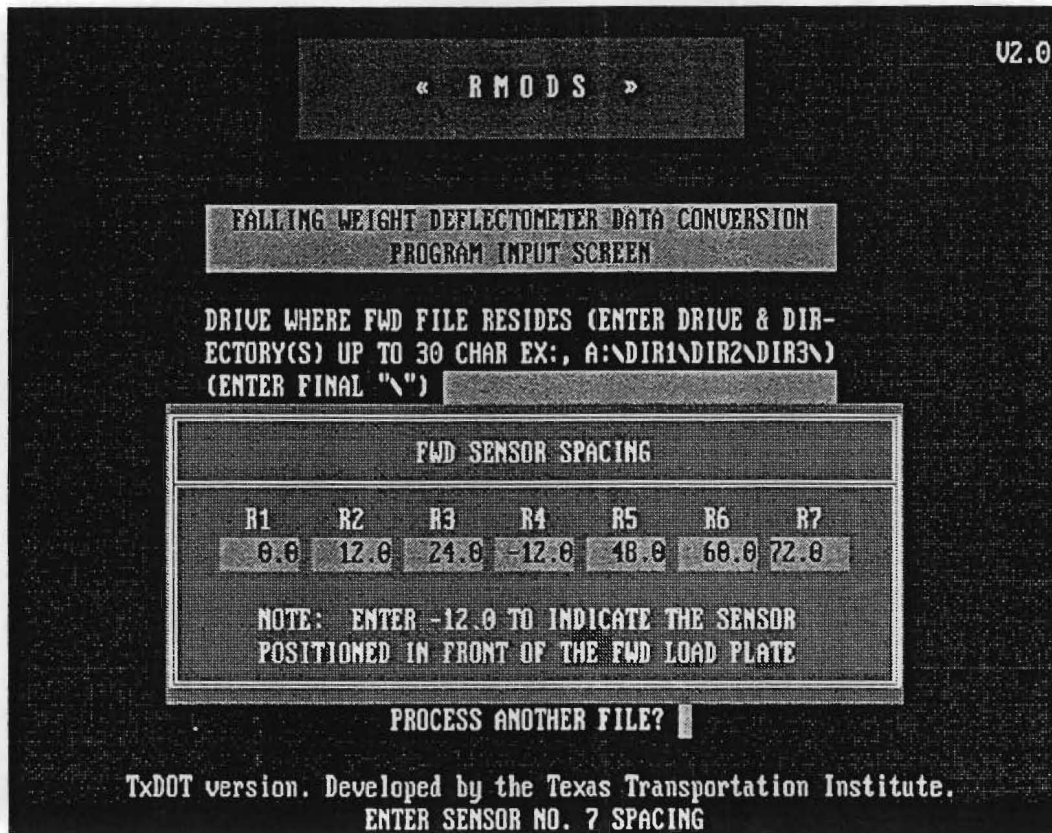 V2.0
« R M O D S »
FALLING WEIGHT DEFLECTOMETER DATA CONVERSION
PROGRAM INPUT SCREEN
DRIVE WHERE FWD FILE RESIDES (ENTER DRIVE & DIR-
ECTORY(S) UP TO 30 CHAR EX:, A:\DIR1\DIR2\DIR3\)
(ENTER FINAL "\")
FWD SENSOR SPACING
R1 R2 R3 R4 R5 R6 R7
0.0 12.0 24.0 -12.0 48.0 60.0 72.0
NOTE: ENTER -12.0 TO INDICATE THE SENSOR
POSITIONED IN FRONT OF THE FWD LOAD PLATE
PROCESS ANOTHER FILE?
TxDOT version. Developed by the Texas Transportation Institute.
ENTER SENSOR NO. 7 SPACING